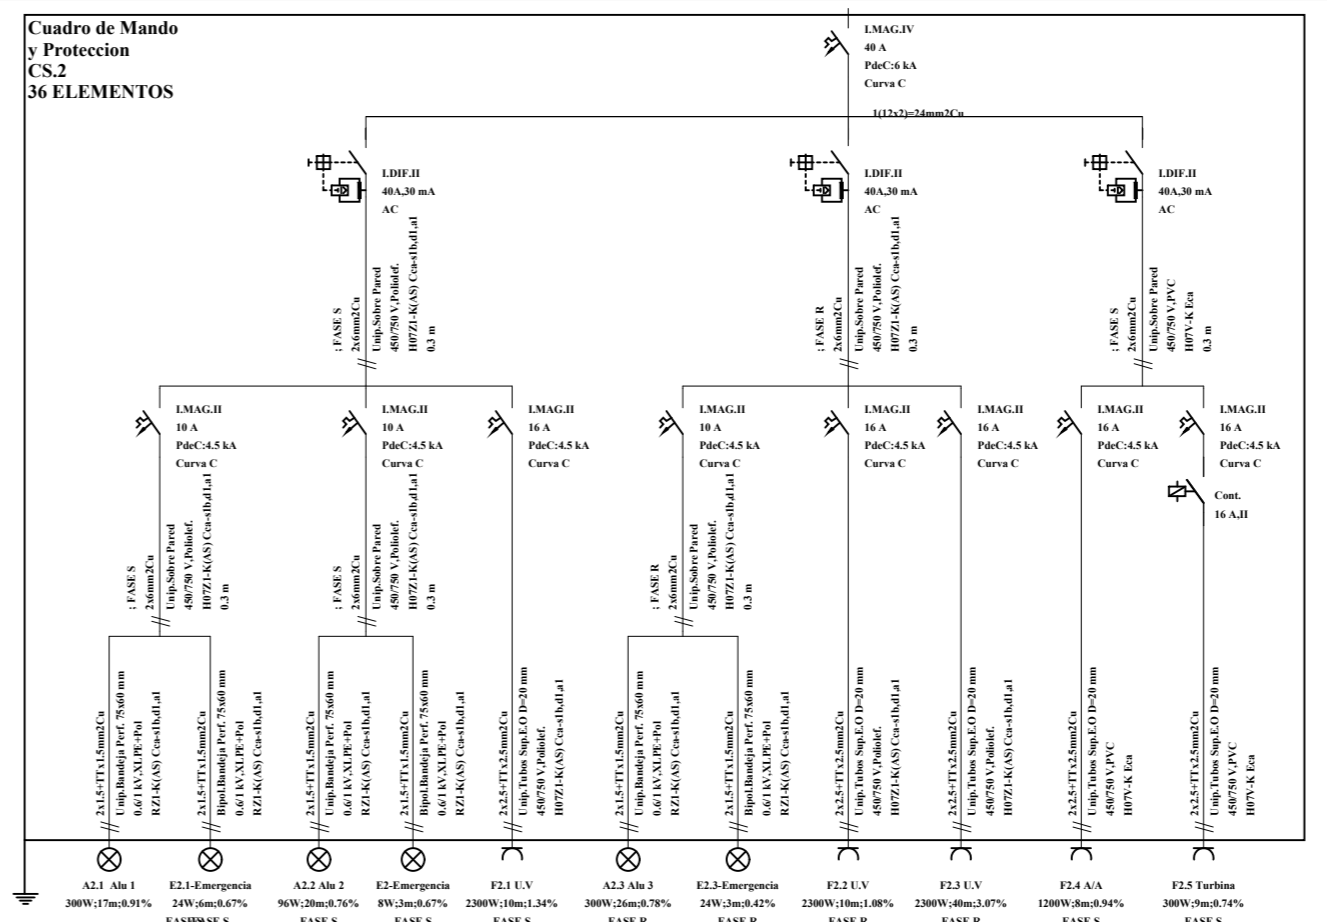 Cuadro de Mando
y Proteccion
CS.2
36 ELEMENTOS
I.MAG.IV
40 A
PdeC:6 kA
Curva C
1(12x2)=24mm2Cu
I.DIF.II
40A,30 mA
AC
I.DIF.II
40A,30 mA
AC
I.DIF.II
40A,30 mA
AC
; FASE S
2x6mm2Cu
Unip.Sobre Pared
450/750 V,Poliolef.
H07Z1-K(AS) Cca-s1b,d1,a1
0.3 m
; FASE R
2x6mm2Cu
Unip.Sobre Pared
450/750 V,Poliolef.
H07Z1-K(AS) Cca-s1b,d1,a1
0.3 m
; FASE S
2x6mm2Cu
Unip.Sobre Pared
450/750 V,PVC
H07V-K Eca
0.3 m
I.MAG.II
10 A
PdeC:4.5 kA
Curva C
I.MAG.II
10 A
PdeC:4.5 kA
Curva C
I.MAG.II
16 A
PdeC:4.5 kA
Curva C
I.MAG.II
10 A
PdeC:4.5 kA
Curva C
I.MAG.II
16 A
PdeC:4.5 kA
Curva C
I.MAG.II
16 A
PdeC:4.5 kA
Curva C
I.MAG.II
16 A
PdeC:4.5 kA
Curva C
I.MAG.II
16 A
PdeC:4.5 kA
Curva C
Cont.
16 A,II
; FASE S
2x6mm2Cu
Unip.Sobre Pared
450/750 V,Poliolef.
H07Z1-K(AS) Cca-s1b,d1,a1
0.3 m
; FASE S
2x6mm2Cu
Unip.Sobre Pared
450/750 V,Poliolef.
H07Z1-K(AS) Cca-s1b,d1,a1
0.3 m
; FASE R
2x6mm2Cu
Unip.Sobre Pared
450/750 V,Poliolef.
H07Z1-K(AS) Cca-s1b,d1,a1
0.3 m
2x1.5+TTx1.5mm2Cu
Unip.Bandeja Perf. 75x60 mm
0.6/1 kV,XLPE+Pol
RZ1-K(AS) Cca-s1b,d1,a1
2x1.5+TTx1.5mm2Cu
Bipol.Bandeja Perf. 75x60 mm
0.6/1 kV,XLPE+Pol
RZ1-K(AS) Cca-s1b,d1,a1
2x1.5+TTx1.5mm2Cu
Unip.Bandeja Perf. 75x60 mm
0.6/1 kV,XLPE+Pol
RZ1-K(AS) Cca-s1b,d1,a1
2x1.5+TTx1.5mm2Cu
Bipol.Bandeja Perf. 75x60 mm
0.6/1 kV,XLPE+Pol
RZ1-K(AS) Cca-s1b,d1,a1
2x2.5+TTx2.5mm2Cu
Unip.Tubos Sup.E.O D=20 mm
450/750 V,Poliolef.
H07Z1-K(AS) Cca-s1b,d1,a1
2x1.5+TTx1.5mm2Cu
Unip.Bandeja Perf. 75x60 mm
0.6/1 kV,XLPE+Pol
RZ1-K(AS) Cca-s1b,d1,a1
2x1.5+TTx1.5mm2Cu
Bipol.Bandeja Perf. 75x60 mm
0.6/1 kV,XLPE+Pol
RZ1-K(AS) Cca-s1b,d1,a1
2x2.5+TTx2.5mm2Cu
Unip.Tubos Sup.E.O D=20 mm
450/750 V,Poliolef.
H07Z1-K(AS) Cca-s1b,d1,a1
2x2.5+TTx2.5mm2Cu
Unip.Tubos Sup.E.O D=20 mm
450/750 V,Poliolef.
H07Z1-K(AS) Cca-s1b,d1,a1
2x2.5+TTx2.5mm2Cu
Unip.Tubos Sup.E.O D=20 mm
450/750 V,PVC
H07V-K Eca
2x2.5+TTx2.5mm2Cu
Unip.Tubos Sup.E.O D=20 mm
450/750 V,PVC
H07V-K Eca
A2.1 Alu 1
300W;17m;0.91%
FASE S
E2.1-Emergencia
24W;6m;0.67%
FASE S
A2.2 Alu 2
96W;20m;0.76%
FASE S
E2-Emergencia
8W;3m;0.67%
FASE S
F2.1 U.V
2300W;10m;1.34%
FASE S
A2.3 Alu 3
300W;26m;0.78%
FASE R
E2.3-Emergencia
24W;3m;0.42%
FASE R
F2.2 U.V
2300W;10m;1.08%
FASE R
F2.3 U.V
2300W;40m;3.07%
FASE R
F2.4 A/A
1200W;8m;0.94%
FASE S
F2.5 Turbina
300W;9m;0.74%
FASE S